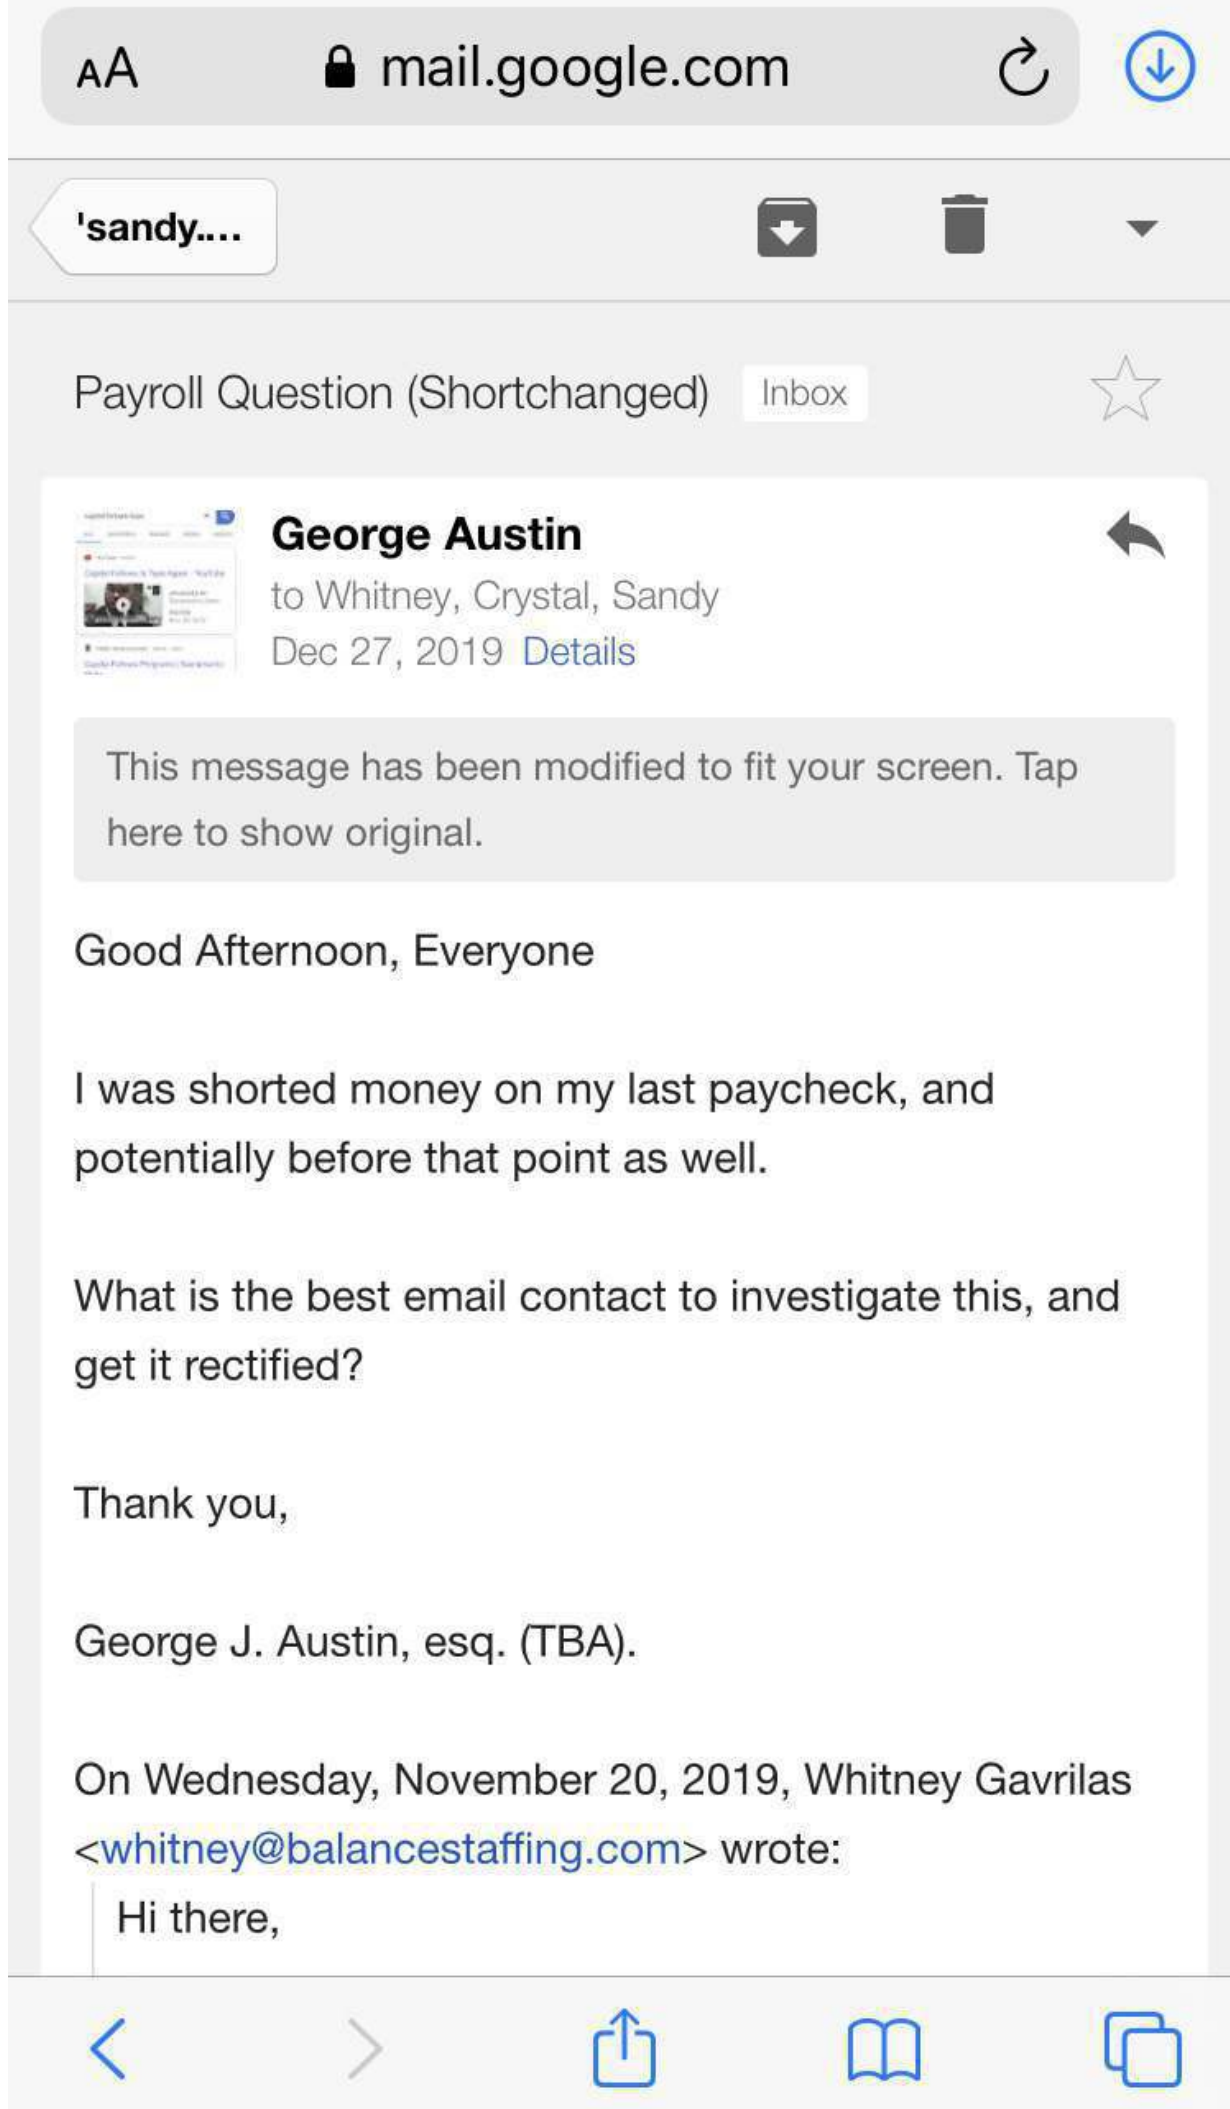 AA mail.google.com
'sandy....
Payroll Question (Shortchanged) Inbox
George Austin
to Whitney, Crystal, Sandy
Dec 27, 2019 Details
This message has been modified to fit your screen. Tap
here to show original.
Good Afternoon, Everyone
I was shorted money on my last paycheck, and
potentially before that point as well.
What is the best email contact to investigate this, and
get it rectified?
Thank you,
George J. Austin, esq. (TBA).
On Wednesday, November 20, 2019, Whitney Gavrilas
<whitney@balancestaffing.com> wrote:
Hi there,